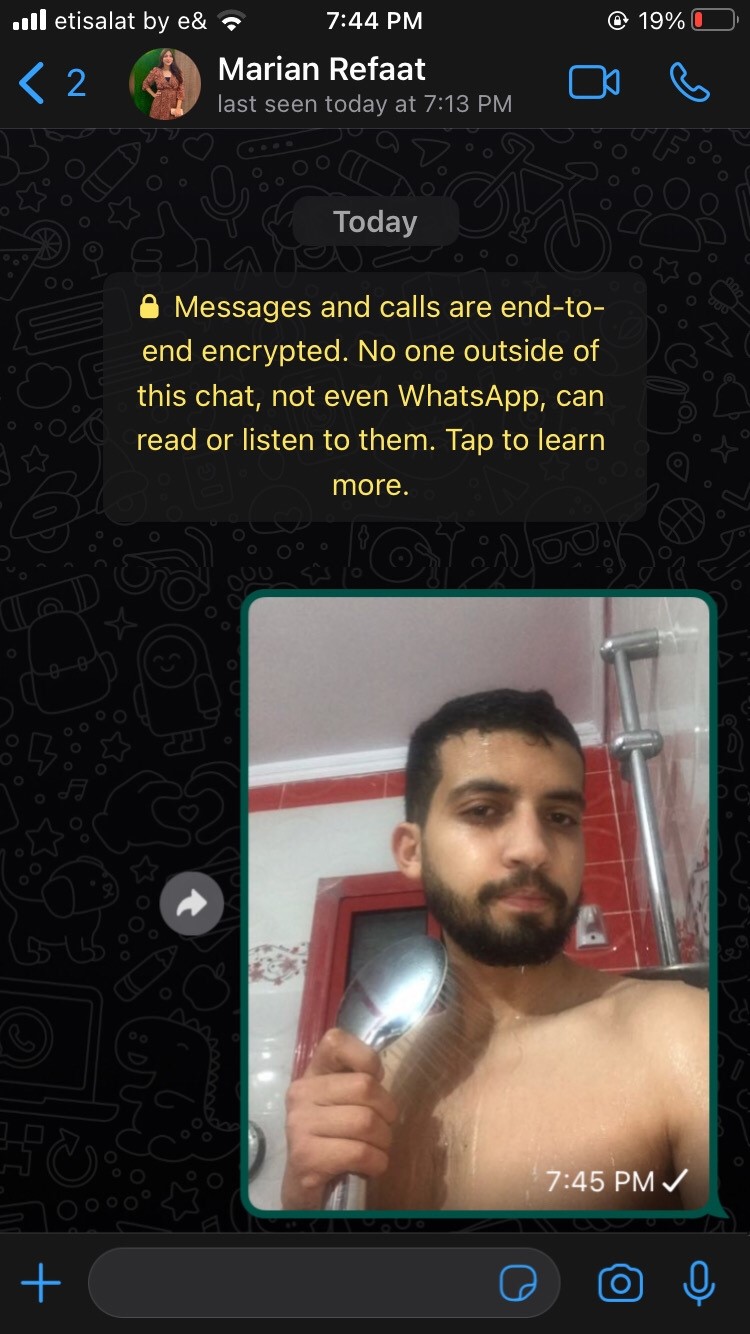 etisalat by e& 7:44 PM 19%
2 Marian Refaat
last seen today at 7:13 PM
Today
Messages and calls are end-to-
end encrypted. No one outside of
this chat, not even WhatsApp, can
read or listen to them. Tap to learn
more.
7:45 PM